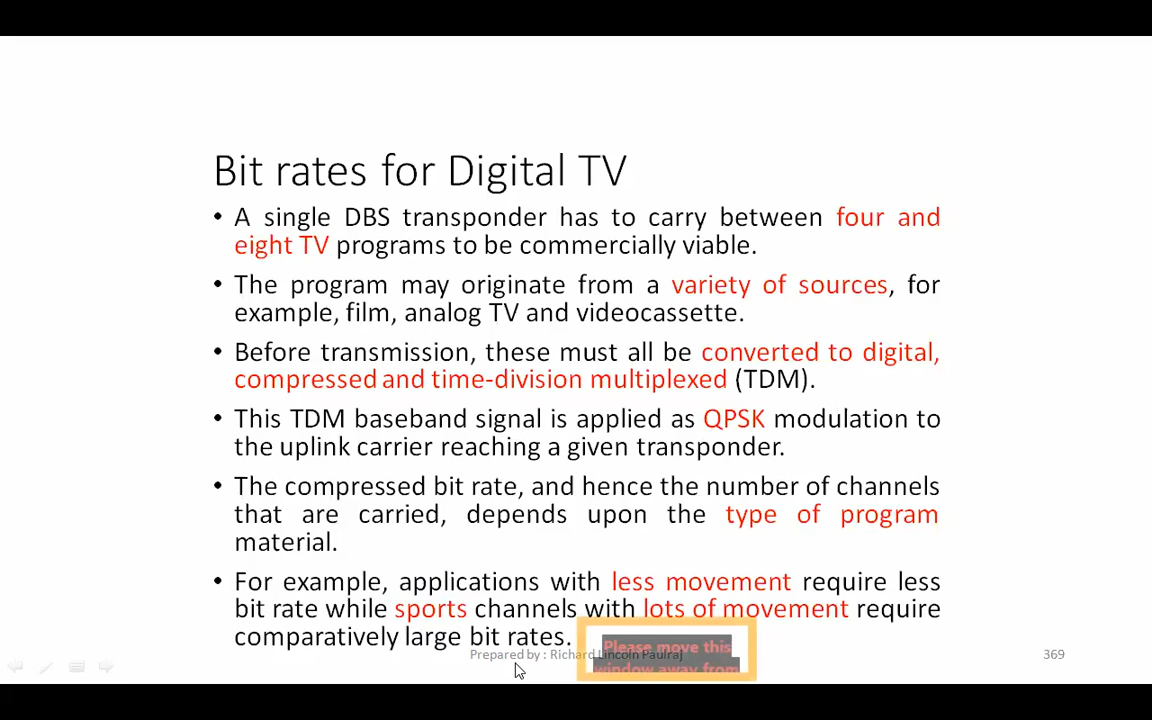 Bit rates for Digital TV
• A single DBS transponder has to carry between four and
eight TV programs to be commercially viable.
• The program may originate from a variety of sources, for
example, film, analog TV and videocassette.
• Before transmission, these must all be converted to digital,
compressed and time-division multiplexed (TDM).
• This TDM baseband signal is applied as QPSK modulation to
the uplink carrier reaching a given transponder.
• The compressed bit rate, and hence the number of channels
that are carried, depends upon the type of program
material.
• For example, applications with less movement require less
bit rate while sports channels with lots of movement require
comparatively large bit rates.
Please move this
window away from
Prepared by : Richard Lincoln Paulraj
369